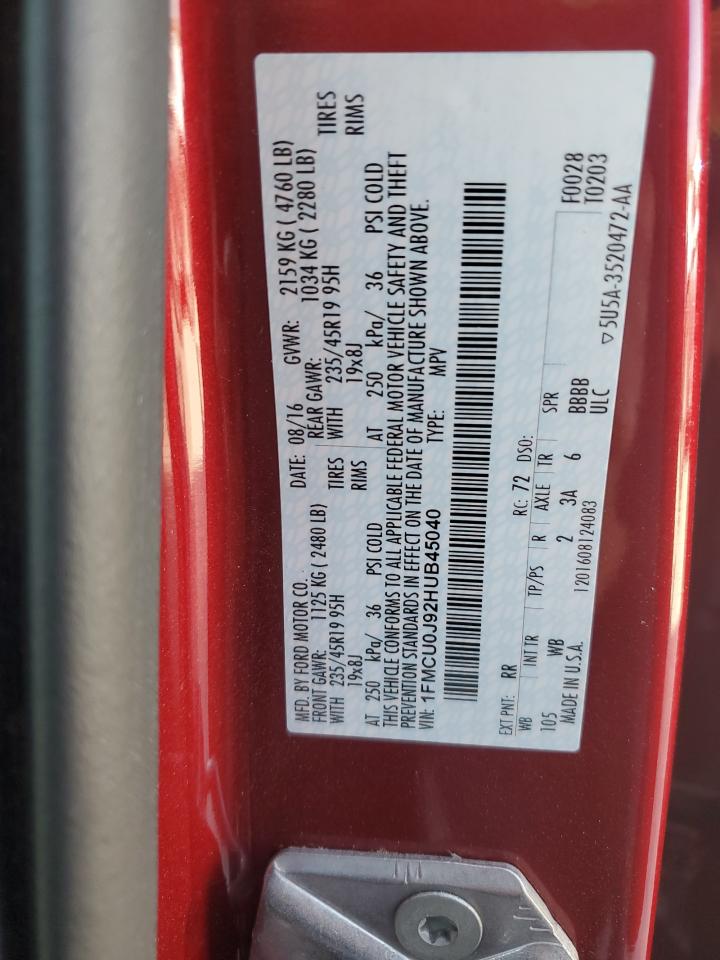 MFD. BY FORD MOTOR CO. DATE: 08/16 GVWR: 2159 KG ( 4760 LB)
FRONT GAWR: 1125 KG ( 2480 LB) REAR GAWR: 1034 KG ( 2280 LB)
WITH 235/45R19 95H TIRES WITH 235/45R19 95H TIRES
19x8J RIMS 19x8J RIMS
AT 250 kPa/ 36 PSI COLD AT 250 kPa/ 36 PSI COLD
THIS VEHICLE CONFORMS TO ALL APPLICABLE FEDERAL MOTOR VEHICLE SAFETY AND THEFT
PREVENTION STANDARDS IN EFFECT ON THE DATE OF MANUFACTURE SHOWN ABOVE.
VIN: 1FMCU0J92HUB45040 TYPE: MPV
EXT PNT: RR RC: 72 DSO: F0028
T0203
WB INT TR TP/PS R AXLE TR SPR
105 WB 2 3A 6 BBBB
ULC
MADE IN U.S.A. 1201608124083 ▽5U5A-3520472-AA